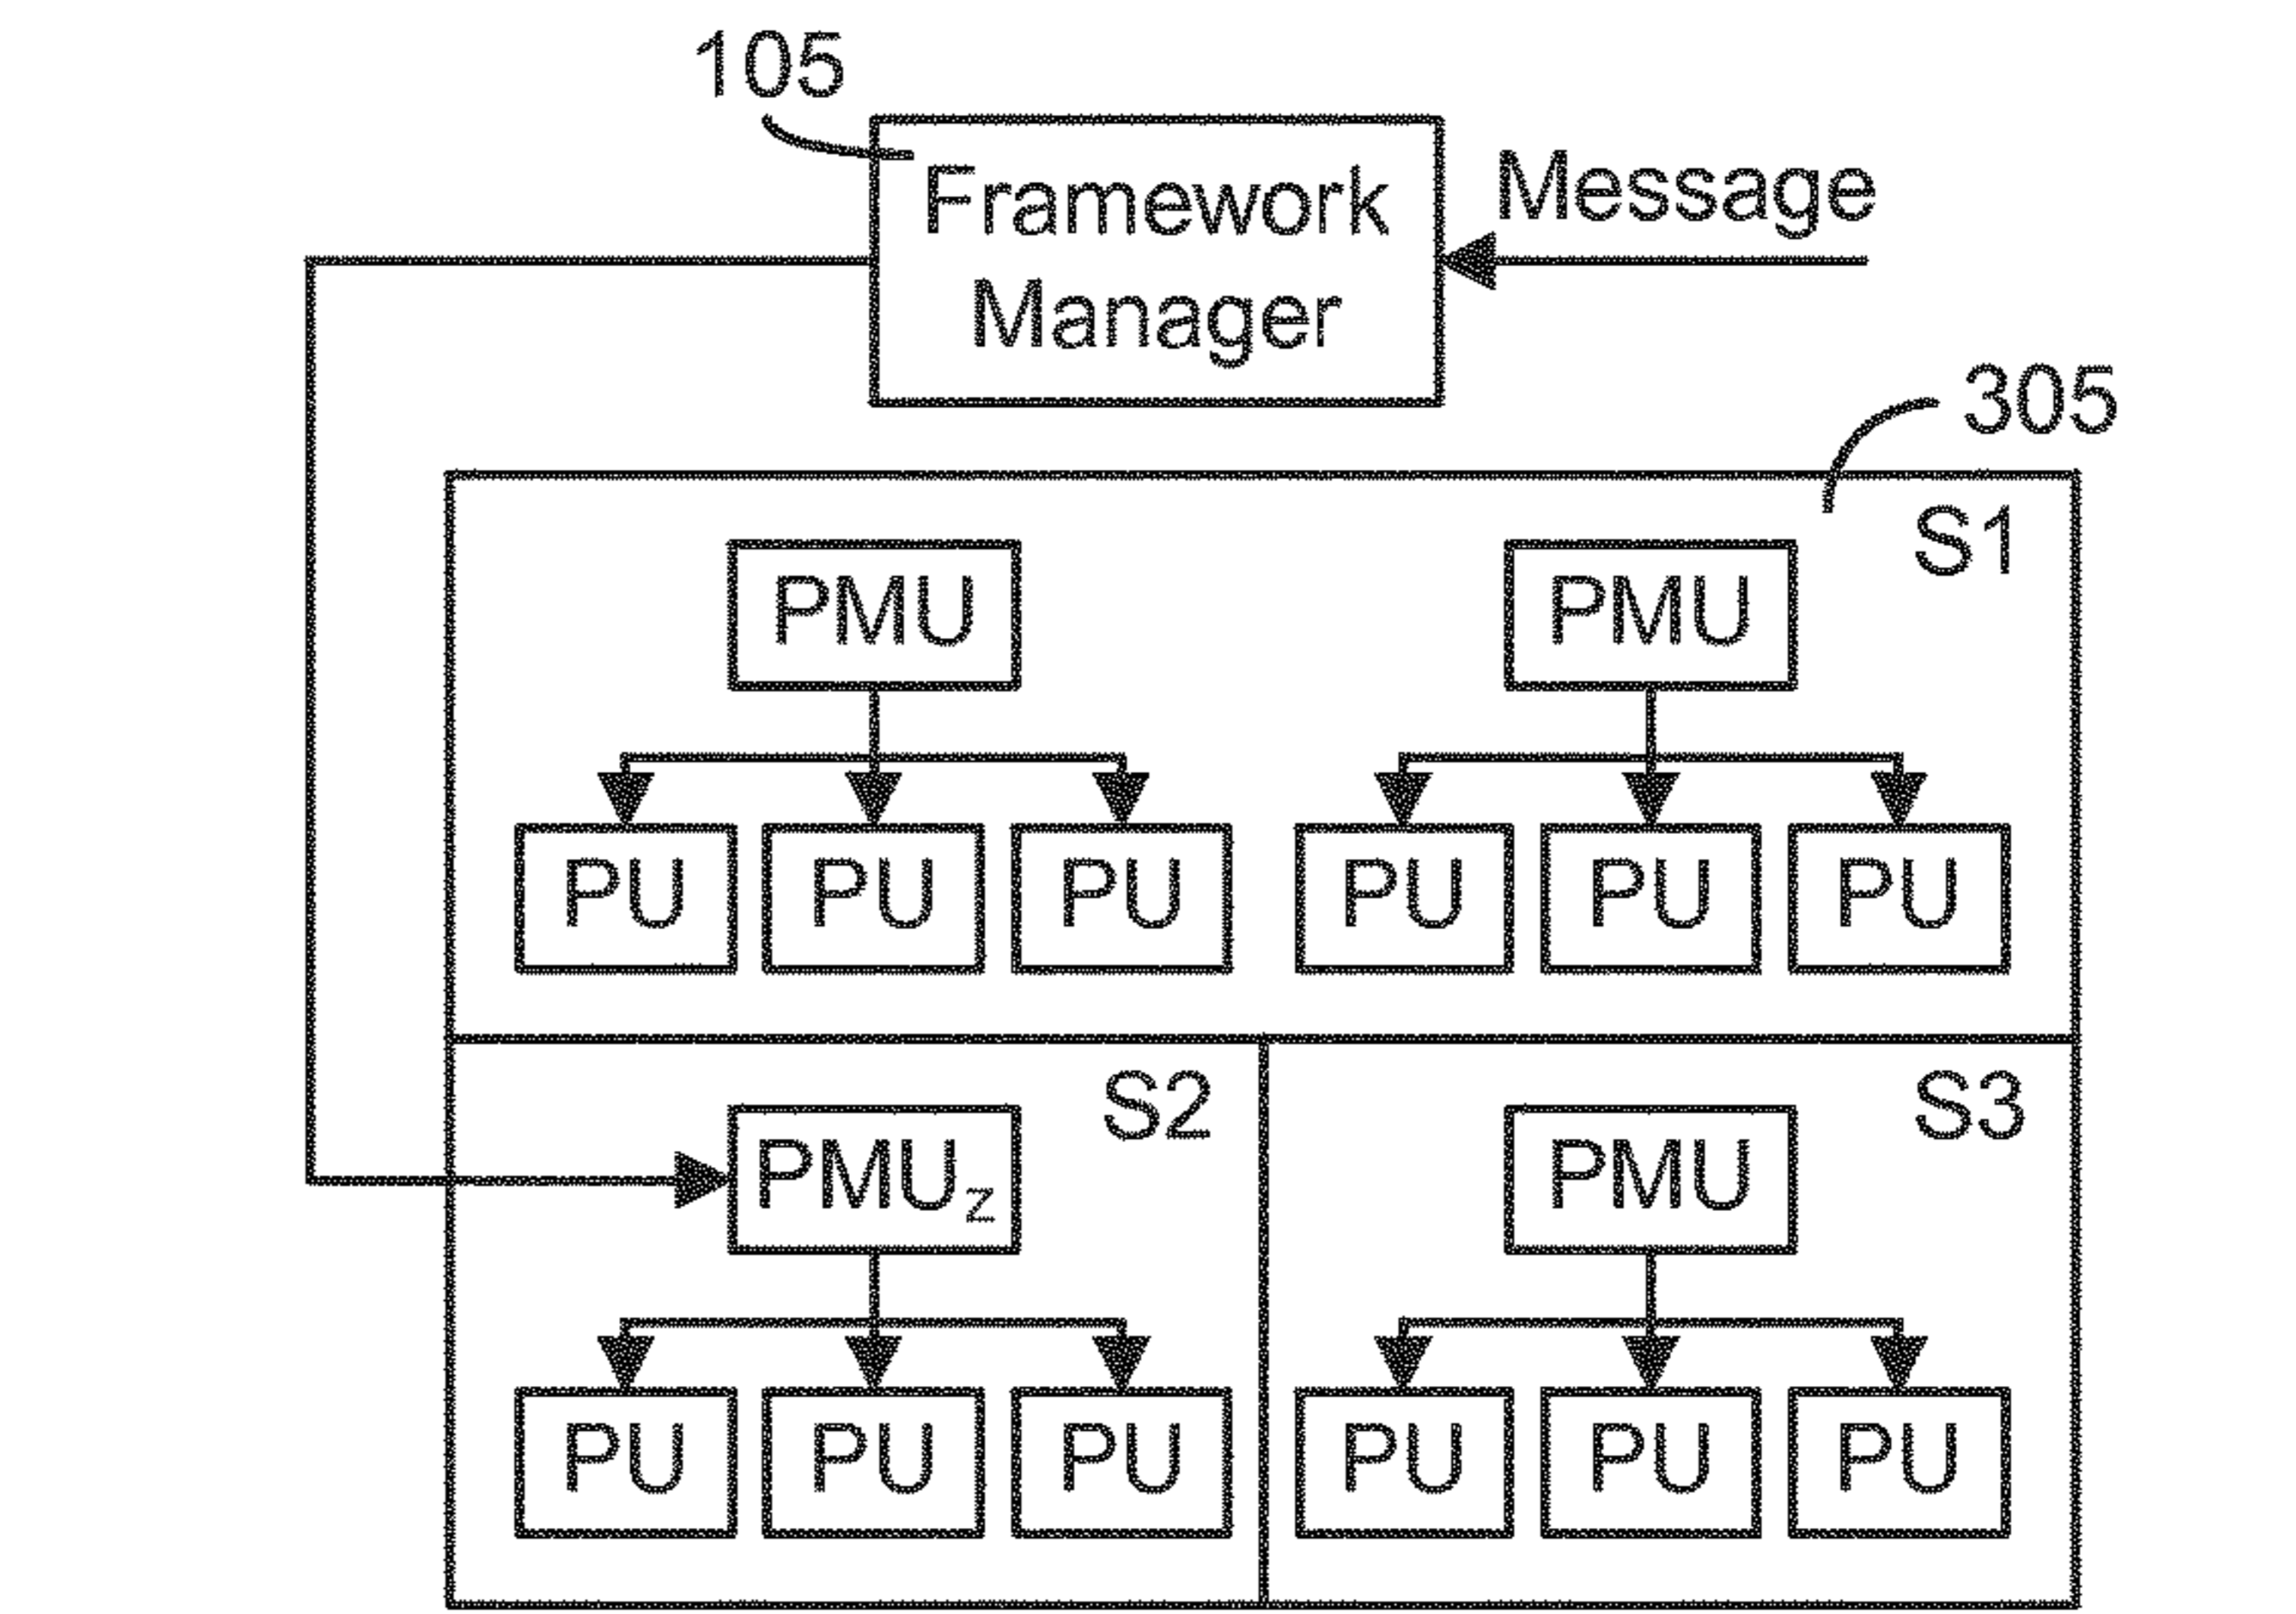 105
Framework
Manager
Message
305
S1
PMU PMU
PU PU PU PU PU PU
S2 S3
PMUz PMU
PU PU PU PU PU PU